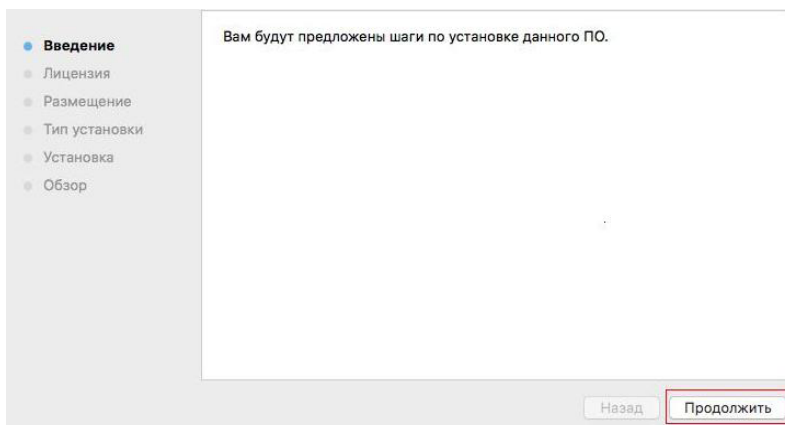 Введение
Лицензия
Размещение
Тип установки
Установка
Обзор
Вам будут предложены шаги по установке данного ПО.
Назад
Продолжить